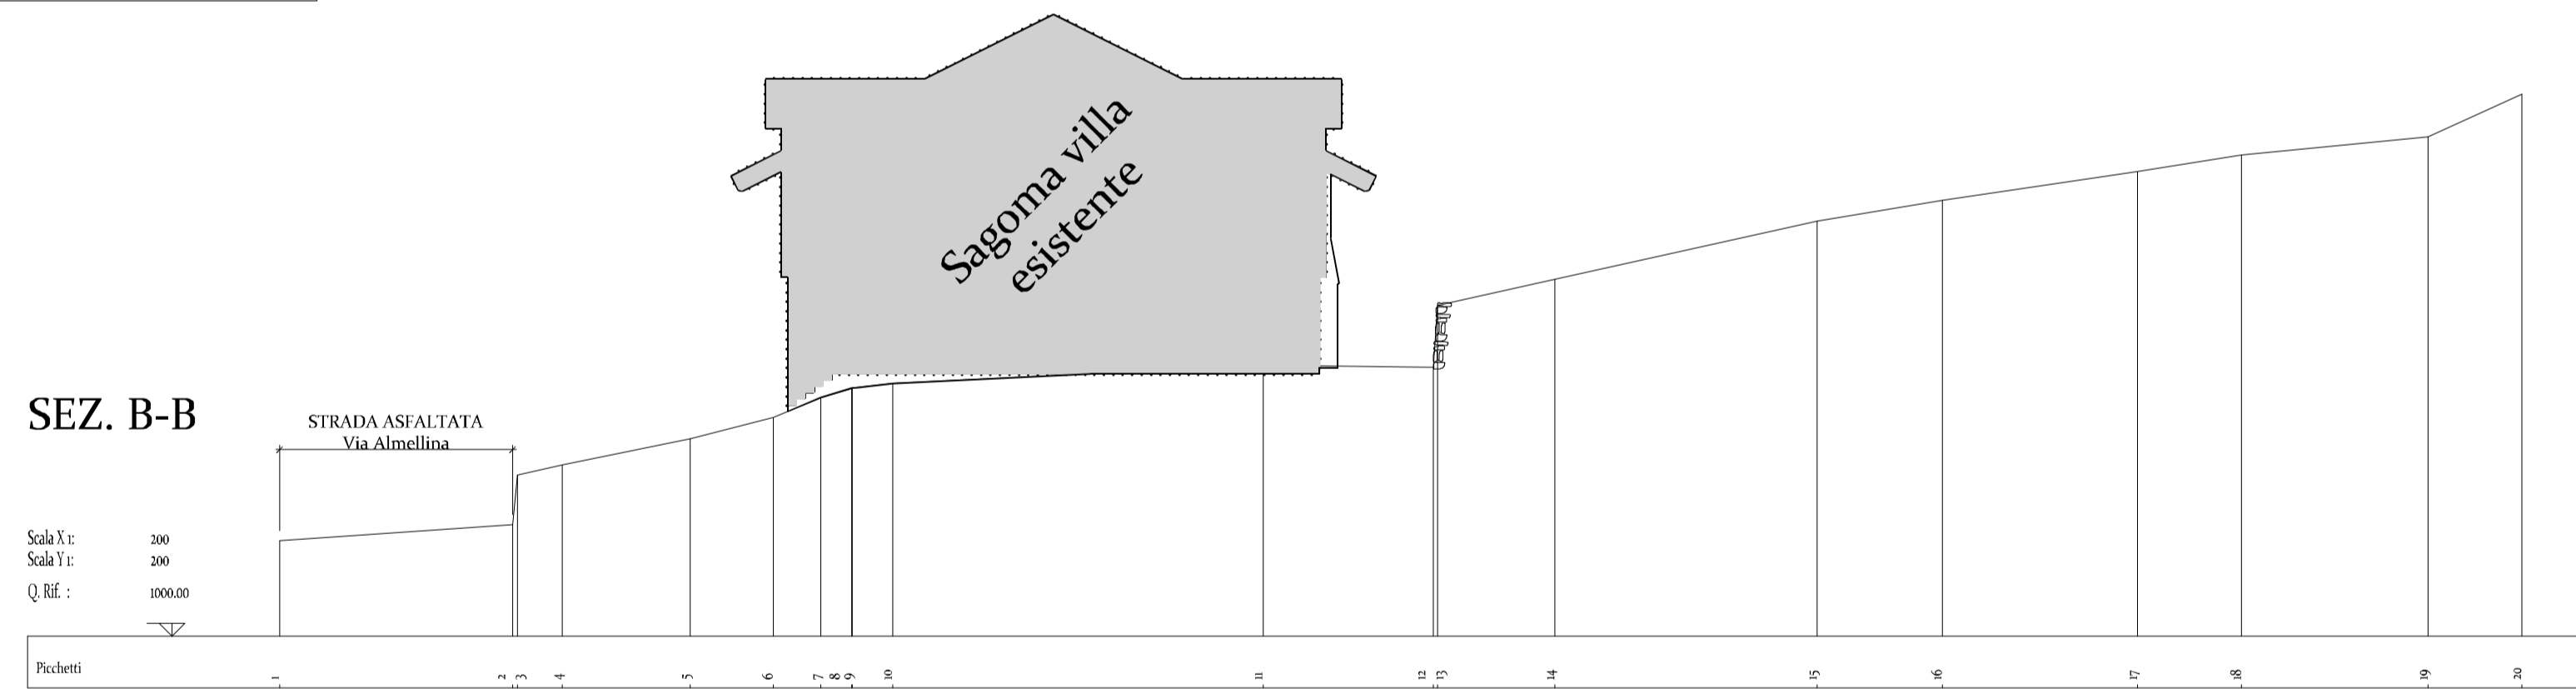 Sagoma villa
esistente
SEZ. B-B
STRADA ASFALTATA
Via Almellina
Scala X 1: 200
Scala Y 1: 200
Q. Rif. : 1000.00
Picchetti 1 2 3 4 5 6 7 8 9 10 11 12 13 14 15 16 17 18 19 20